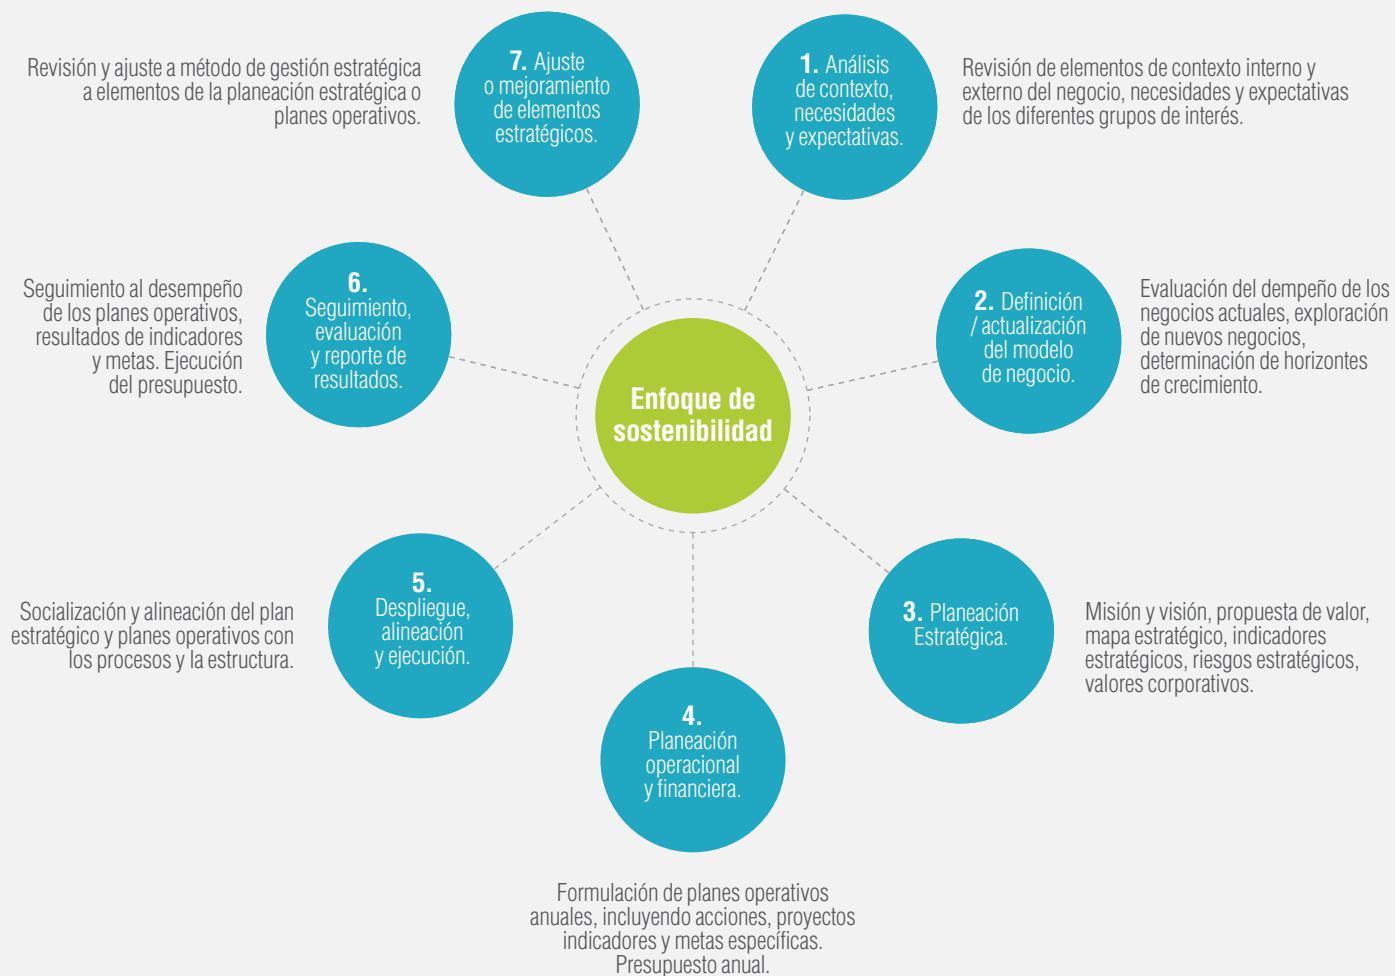 1. Análisis
de contexto,
necesidades
y expectativas.
Revisión de elementos de contexto interno y
externo del negocio, necesidades y expectativas
de los diferentes grupos de interés.
2. Definición
/ actualización
del modelo
de negocio.
Evaluación del dempeño de los
negocios actuales, exploración
de nuevos negocios,
determinación de horizontes
de crecimiento.
3. Planeación
Estratégica.
Misión y visión, propuesta de valor,
mapa estratégico, indicadores
estratégicos, riesgos estratégicos,
valores corporativos.
4.
Planeación
operacional
y financiera.
Formulación de planes operativos
anuales, incluyendo acciones, proyectos
indicadores y metas específicas.
Presupuesto anual.
5.
Despliegue,
alineación
y ejecución.
Socialización y alineación del plan
estratégico y planes operativos con
los procesos y la estructura.
6.
Seguimiento,
evaluación
y reporte de
resultados.
Seguimiento al desempeño
de los planes operativos,
resultados de indicadores
y metas. Ejecución
del presupuesto.
7. Ajuste
o mejoramiento
de elementos
estratégicos.
Revisión y ajuste a método de gestión estratégica
a elementos de la planeación estratégica o
planes operativos.
Enfoque de
sostenibilidad